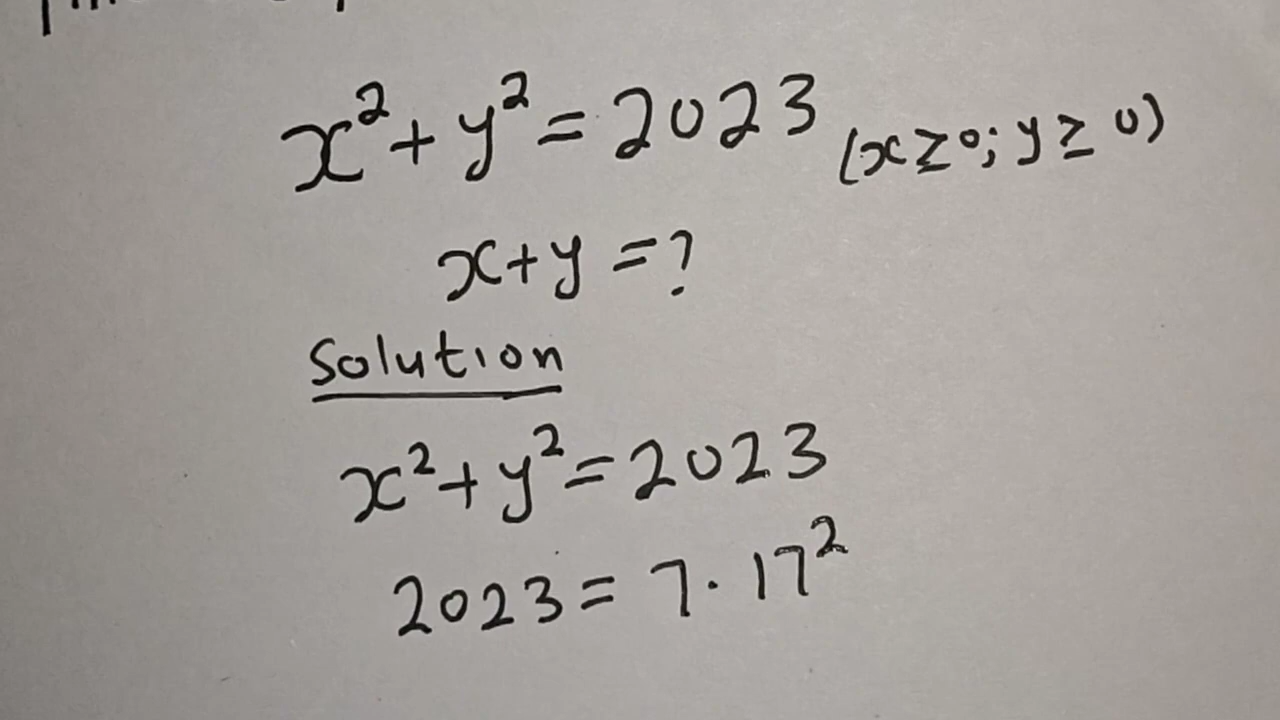 x² + y² = 2023 (x ≥ 0; y ≥ 0)
x + y = ?
Solution
x² + y² = 2023
2023 = 7 · 17²